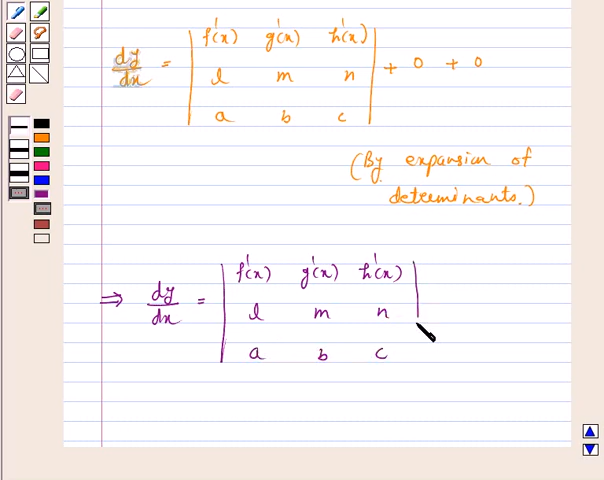 f'(x) g'(x) h'(x)
dy/dx = l m n + 0 + 0
a b c
(By expansion of
determinants.)
f'(x) g'(x) h'(x)
⇒ dy/dx = l m n
a b c